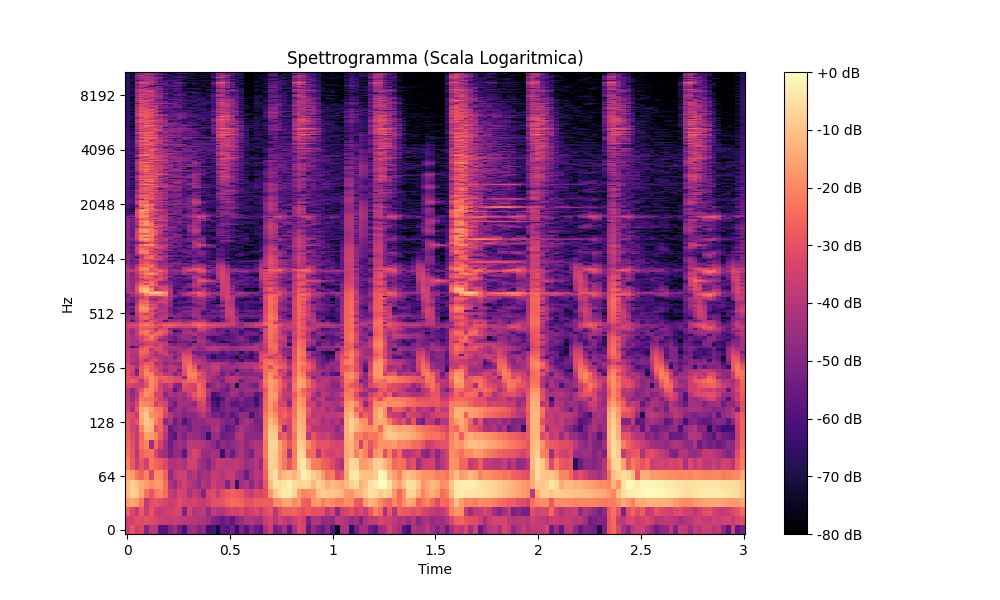 Spettrogramma (Scala Logaritmica)
Hz
8192
4096
2048
1024
512
256
128
64
0
0 0.5 1 1.5 2 2.5 3
Time
+0 dB
-10 dB
-20 dB
-30 dB
-40 dB
-50 dB
-60 dB
-70 dB
-80 dB